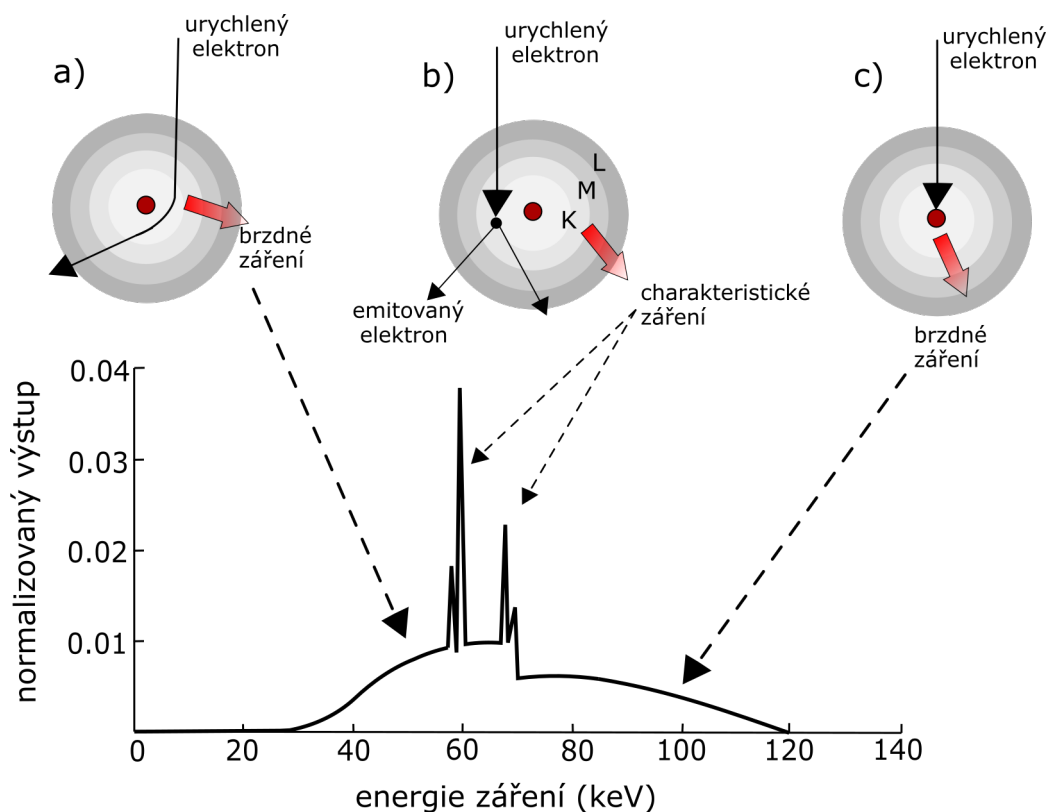 urychlený
elektron
a)
brzdné
záření
urychlený
elektron
b)
L
M
K
emitovaný
elektron
charakteristické
záření
urychlený
elektron
c)
brzdné
záření
normalizovaný výstup
0.04
0.03
0.02
0.01
0 20 40 60 80 100 120 140
energie záření (keV)